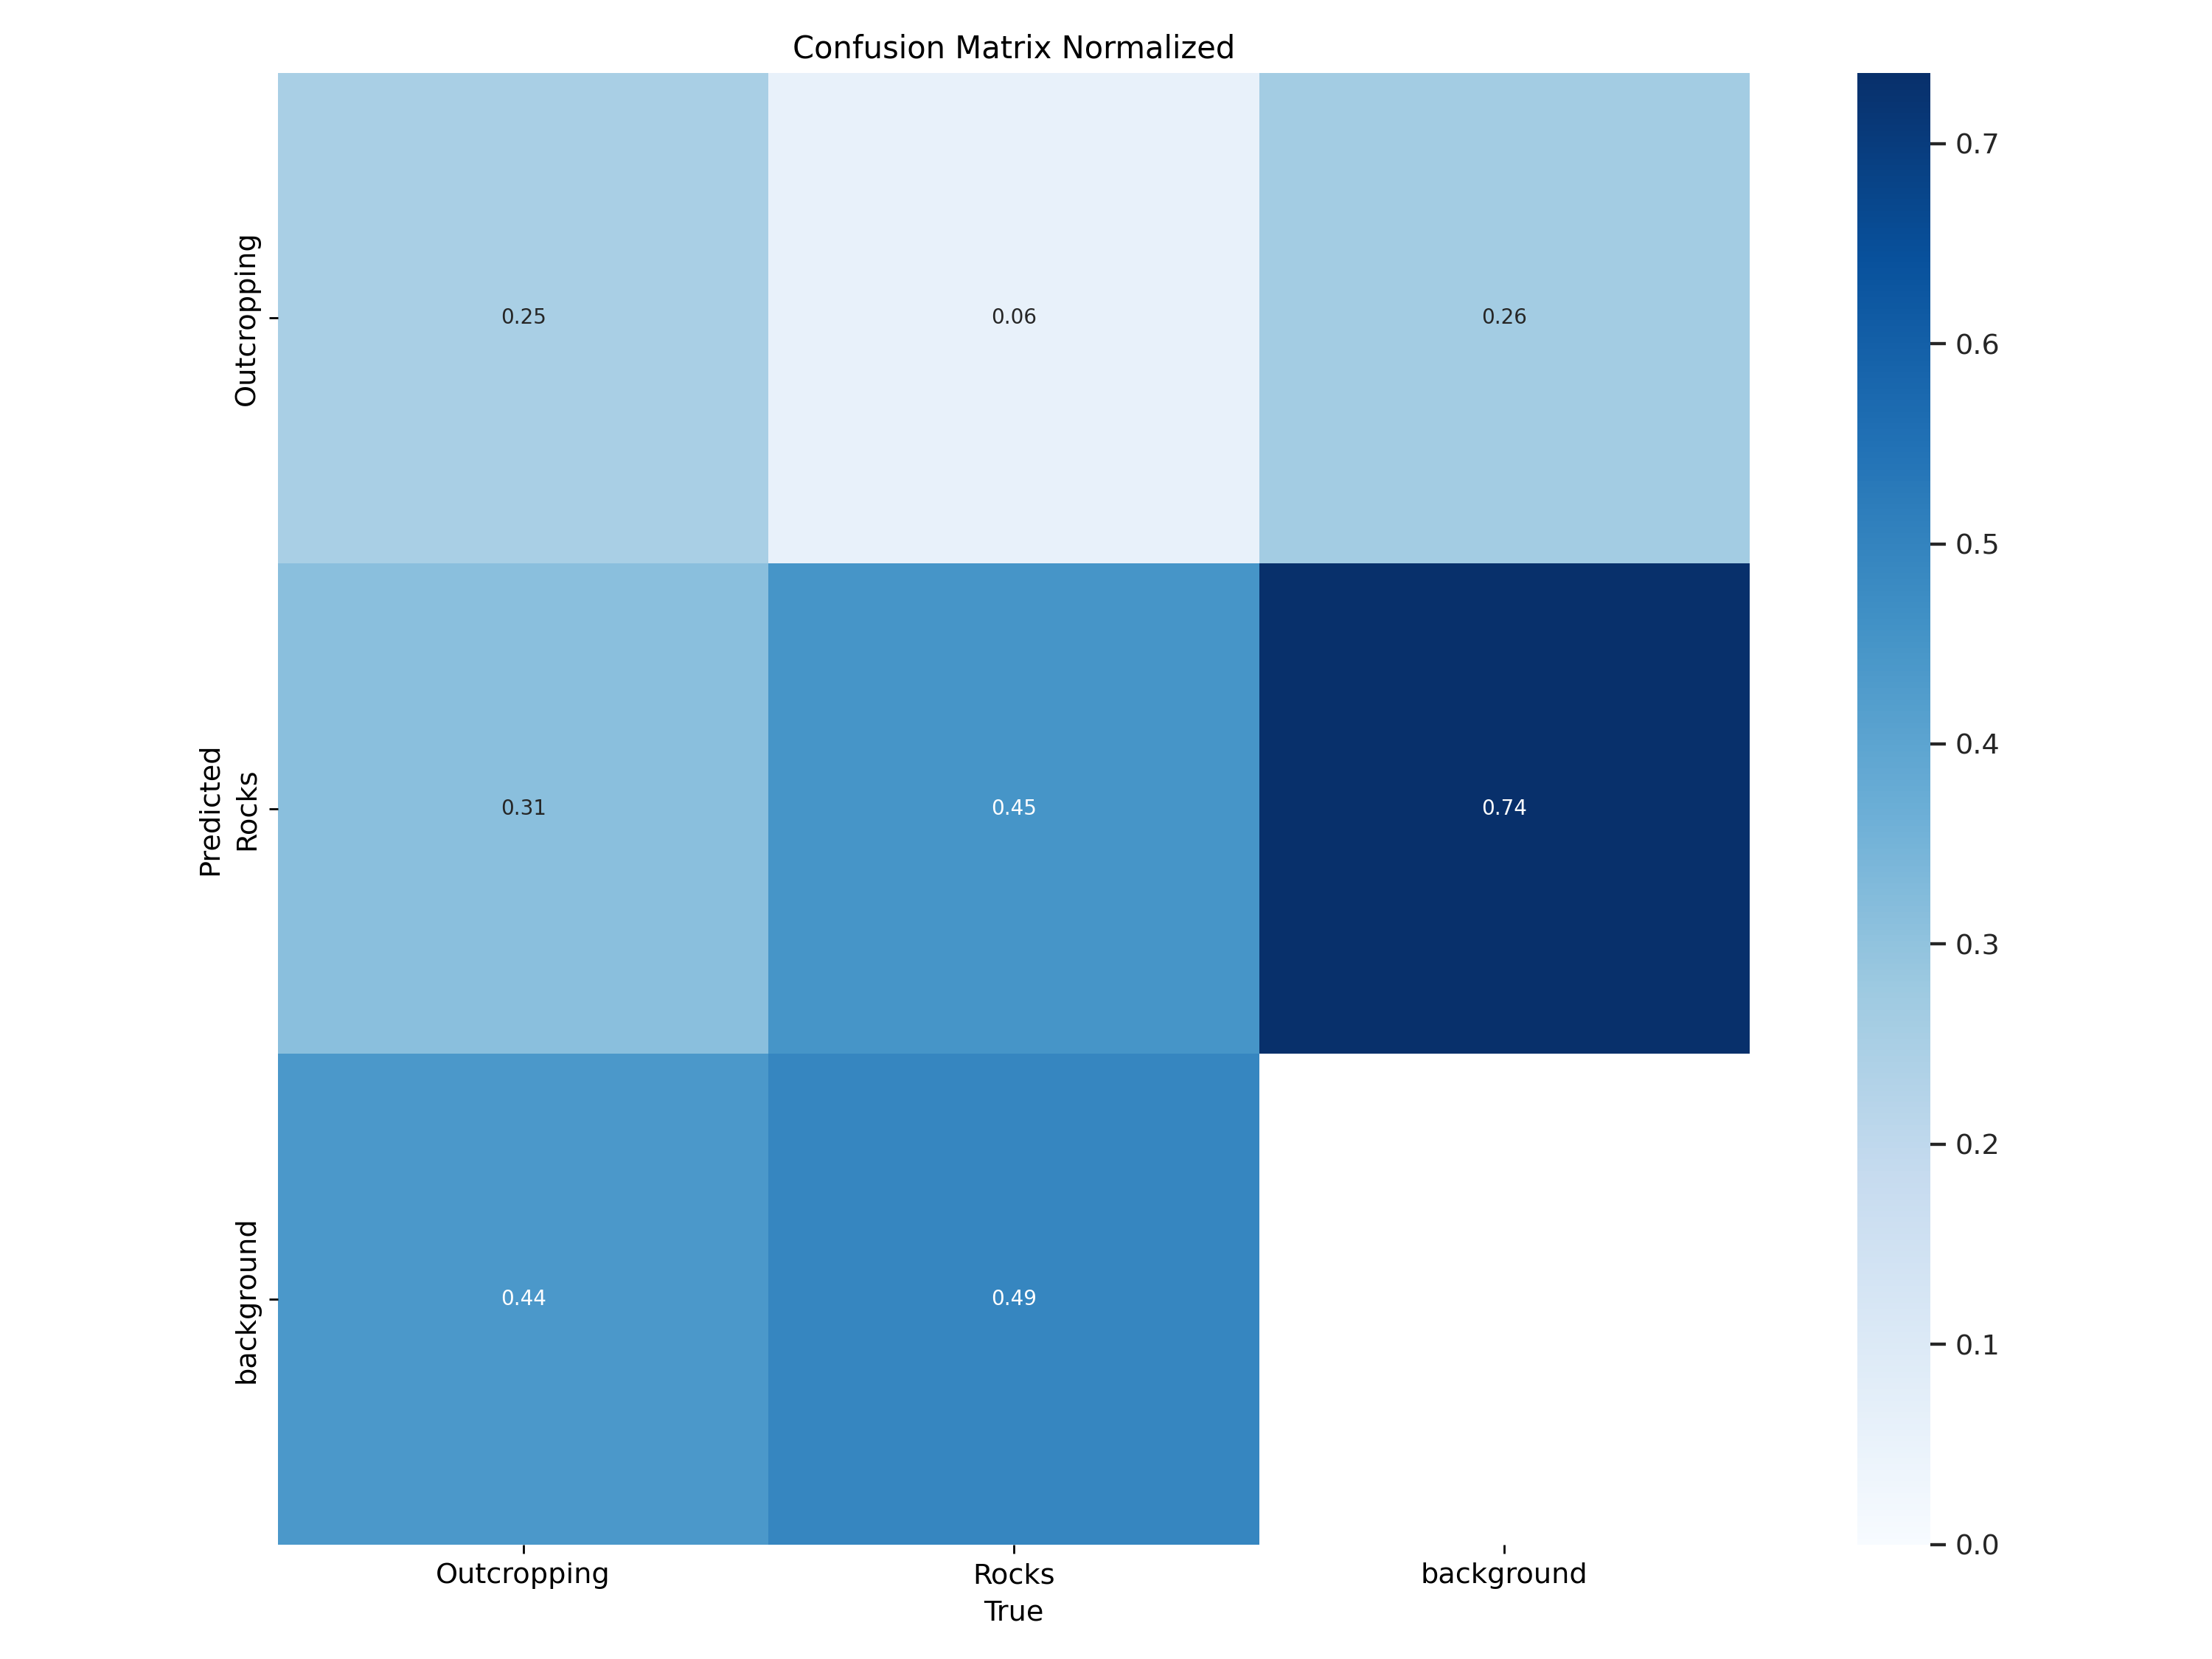 Confusion Matrix Normalized
Outcropping
0.25
0.06
0.26
0.7
0.6
0.5
0.4
0.3
0.2
0.1
0.0
Predicted
Rocks
0.31
0.45
0.74
background
0.44
0.49
Outcropping
Rocks
background
True